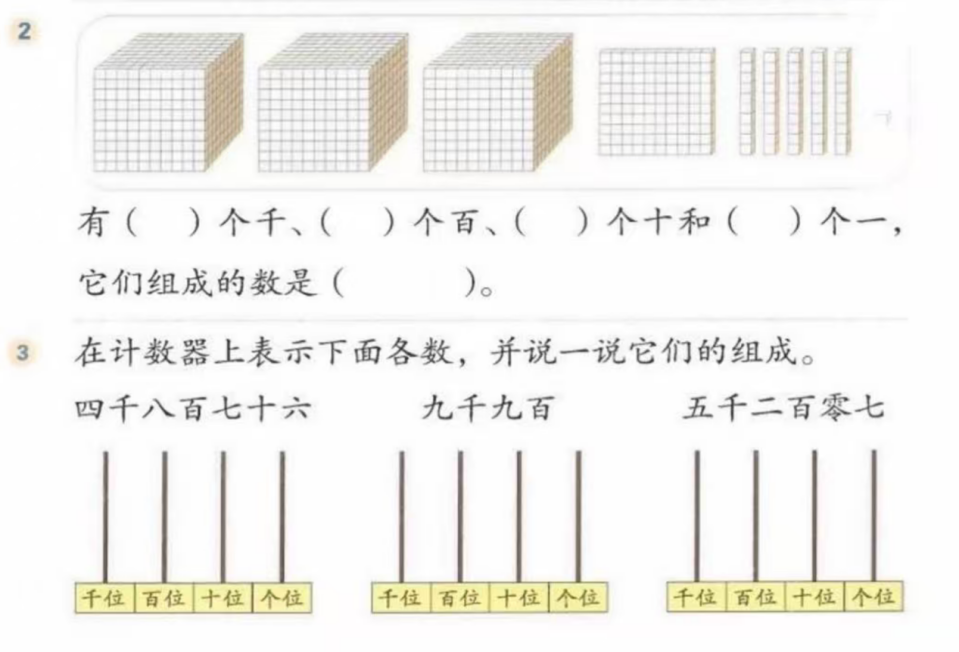 2
有（ ）个千、（ ）个百、（ ）个十和（ ）个一，
它们组成的数是（ ）。
3 在计数器上表示下面各数，并说一说它们的组成。
四千八百七十六 九千九百 五千二百零七
千位 百位 十位 个位 千位 百位 十位 个位 千位 百位 十位 个位